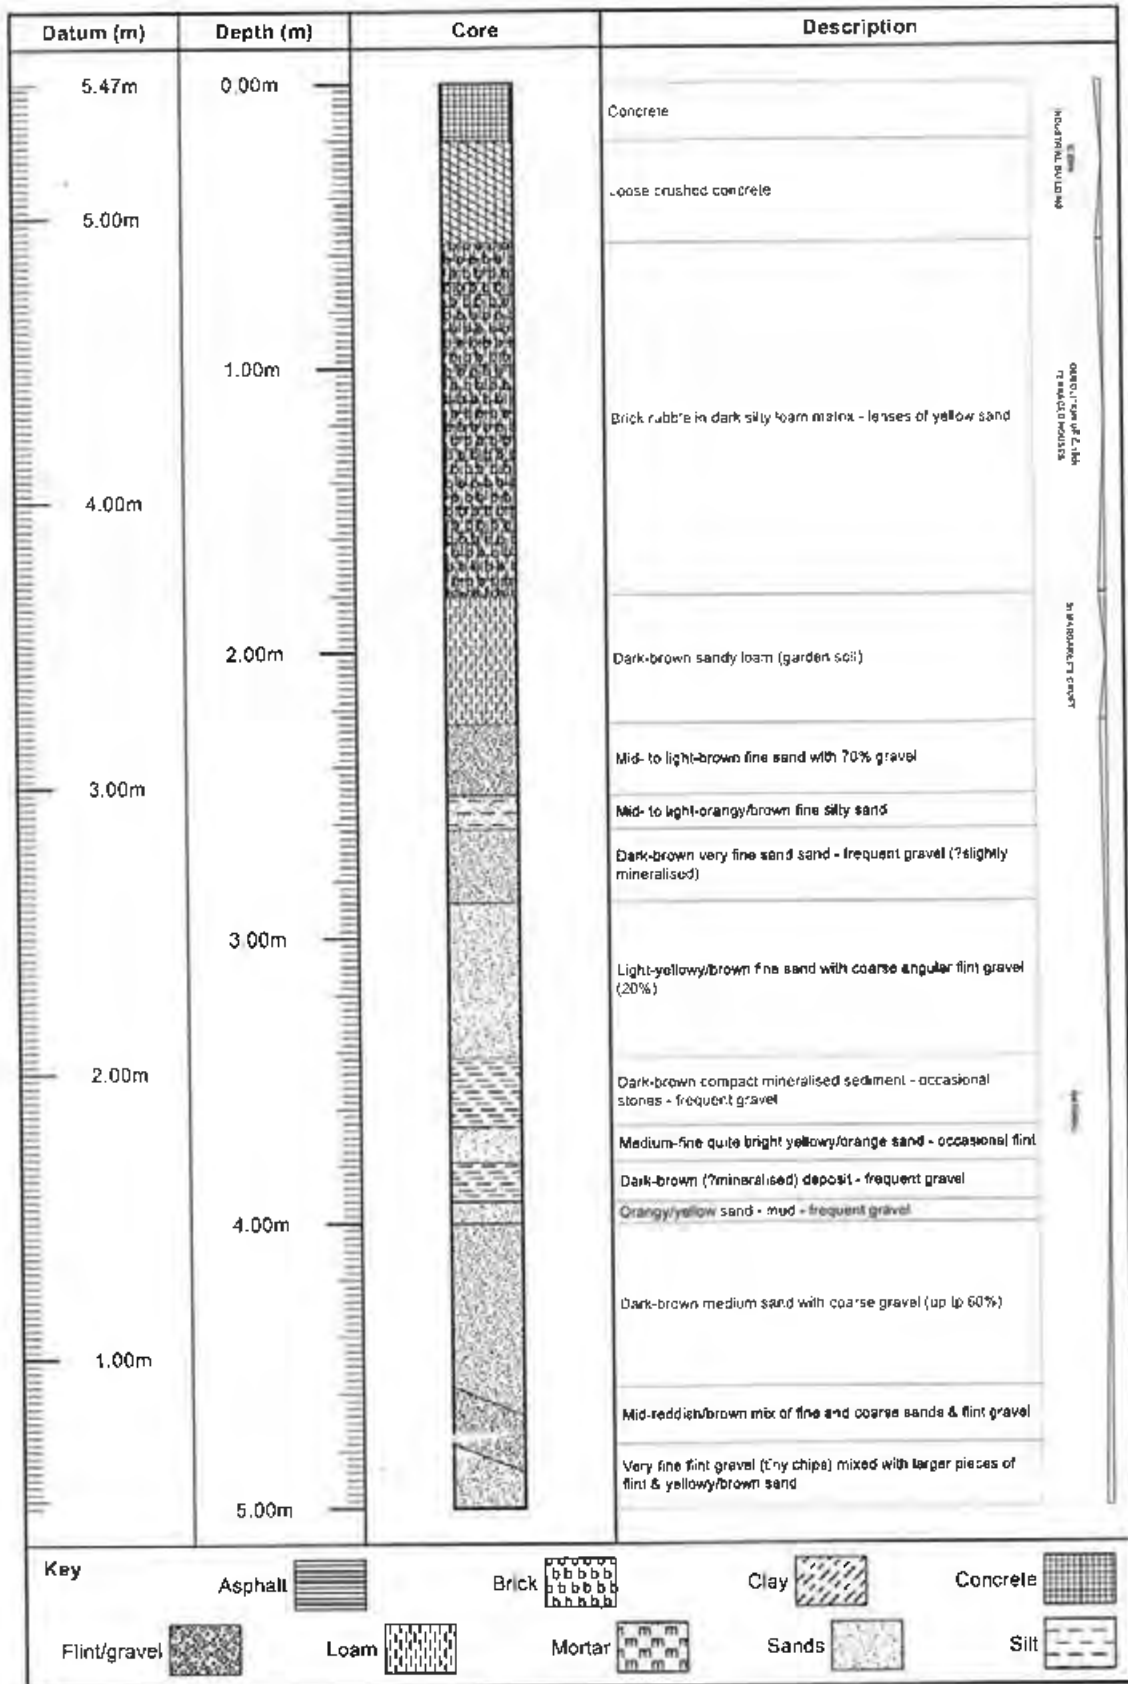 Datum (m)
Depth (m)
Core
Description
5.47m
0.00m
Concrete
INDUSTRIAL BUILDING
Loose crushed concrete
5.00m
1.00m
Brick rubble in dark silty loam matrix - lenses of yellow sand
TERRACED HOUSES
4.00m
2.00m
Dark-brown sandy loam (garden soil)
St MARGARET'S CROFT
Mid- to light-brown fine sand with 70% gravel
3.00m
Mid- to light-orangy/brown fine silty sand
Dark-brown very fine sand sand - frequent gravel (?slightly
mineralised)
3.00m
Light-yellowy/brown fine sand with coarse angular flint gravel
(20%)
2.00m
Dark-brown compact mineralised sediment - occasional
stones - frequent gravel
Medium-fine quite bright yellowy/orange sand - occasional flint
Dark-brown (?mineralised) deposit - frequent gravel
Orangy/yellow sand - mud - frequent gravel
4.00m
Dark-brown medium sand with coarse gravel (up to 60%)
1.00m
Mid-reddish/brown mix of fine and coarse sands & flint gravel
Very fine flint gravel (tiny chips) mixed with larger pieces of
flint & yellowy/brown sand
5.00m
Key
Asphalt
Brick
Clay
Concrete
Flint/gravel
Loam
Mortar
Sands
Silt